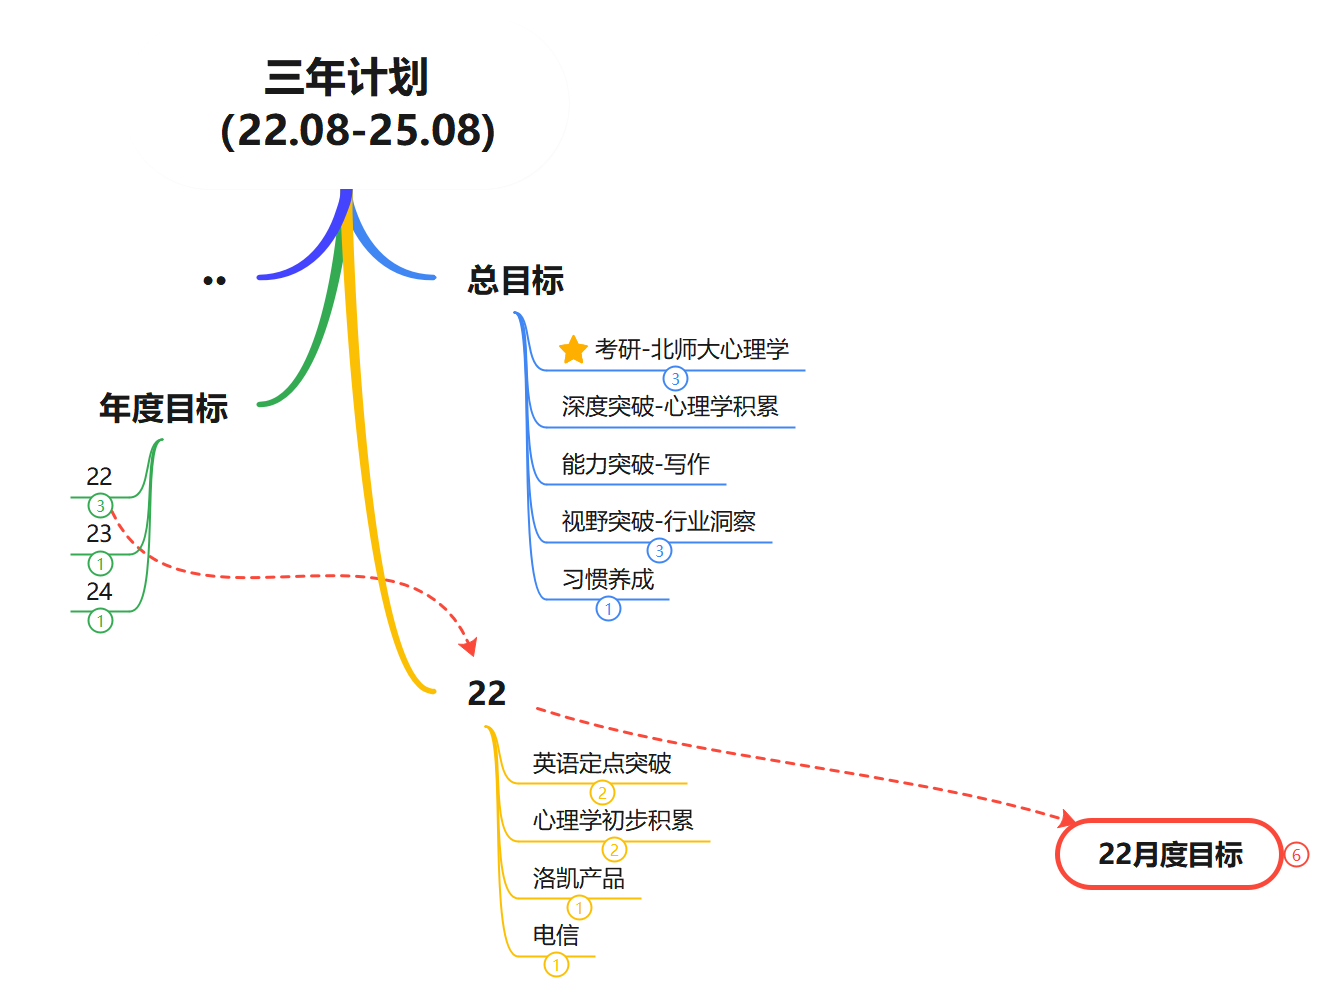 三年计划
(22.08-25.08)
••
总目标
考研-北师大心理学
3
深度突破-心理学积累
能力突破-写作
视野突破-行业洞察
3
习惯养成
1
年度目标
22
3
23
1
24
1
22
英语定点突破
2
心理学初步积累
2
洛凯产品
1
电信
1
22月度目标
6